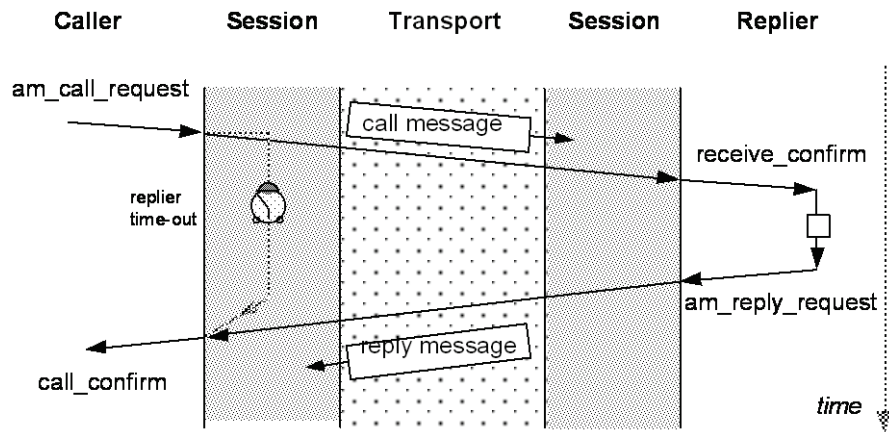 Caller Session Transport Session Replier
am_call_request
call message
receive_confirm
replier
time-out
am_reply_request
reply message
call_confirm
time